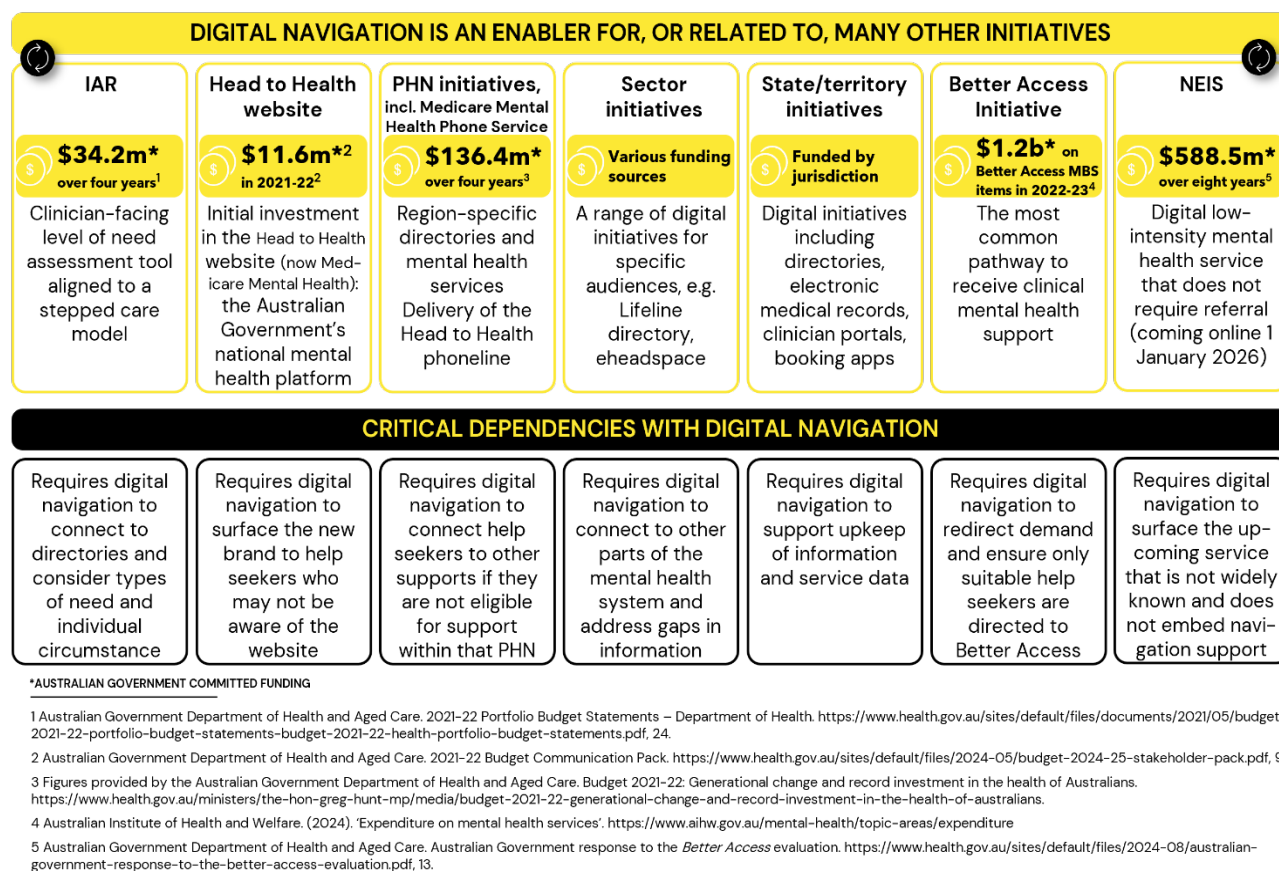 DIGITAL NAVIGATION IS AN ENABLER FOR, OR RELATED TO, MANY OTHER INITIATIVES
IAR
$34.2m*
over four years1
Clinician-facing
level of need
assessment tool
aligned to a
stepped care
model
Head to Health
website
$11.6m*2
in 2021-222
Initial investment
in the Head to Health
website (now Med-
icare Mental Health):
the Australian
Government's
national mental
health platform
PHN initiatives,
incl. Medicare Mental
Health Phone Service
$136.4m*
over four years3
Region-specific
directories and
mental health
services
Delivery of the
Head to Health
phoneline
Sector
initiatives
Various funding
sources
A range of digital
initiatives for
specific
audiences, e.g.
Lifeline
directory,
eheadspace
State/territory
initiatives
Funded by
jurisdiction
Digital initiatives
including
directories,
electronic
medical records,
clinician portals,
booking apps
Better Access
Initiative
$1.2b* on
Better Access MBS
items in 2022-234
The most
common
pathway to
receive clinical
mental health
support
NEIS
$588.5m*
over eight years5
Digital low-
intensity mental
health service
that does not
require referral
(coming online 1
January 2026)
CRITICAL DEPENDENCIES WITH DIGITAL NAVIGATION
Requires digital
navigation to
connect to
directories and
consider types
of need and
individual
circumstance
Requires digital
navigation to
surface the new
brand to help
seekers who
may not be
aware of the
website
Requires digital
navigation to
connect help
seekers to other
supports if they
are not eligible
for support
within that PHN
Requires digital
navigation to
connect to other
parts of the
mental health
system and
address gaps in
information
Requires digital
navigation to
support upkeep
of information
and service data
Requires digital
navigation to
redirect demand
and ensure only
suitable help
seekers are
directed to
Better Access
Requires digital
navigation to
surface the up-
coming service
that is not widely
known and does
not embed navi-
gation support
*AUSTRALIAN GOVERNMENT COMMITTED FUNDING
1 Australian Government Department of Health and Aged Care. 2021-22 Portfolio Budget Statements – Department of Health. https://www.health.gov.au/sites/default/files/documents/2021/05/budget
2021-22-portfolio-budget-statements-budget-2021-22-health-portfolio-budget-statements.pdf, 24.
2 Australian Government Department of Health and Aged Care. 2021-22 Budget Communication Pack. https://www.health.gov.au/sites/default/files/2024-05/budget-2024-25-stakeholder-pack.pdf, 9
3 Figures provided by the Australian Government Department of Health and Aged Care. Budget 2021-22: Generational change and record investment in the health of Australians.
https://www.health.gov.au/ministers/the-hon-greg-hunt-mp/media/budget-2021-22-generational-change-and-record-investment-in-the-health-of-australians.
4 Australian Institute of Health and Welfare. (2024). 'Expenditure on mental health services'. https://www.aihw.gov.au/mental-health/topic-areas/expenditure
5 Australian Government Department of Health and Aged Care. Australian Government response to the Better Access evaluation. https://www.health.gov.au/sites/default/files/2024-08/australian-
government-response-to-the-better-access-evaluation.pdf, 13.